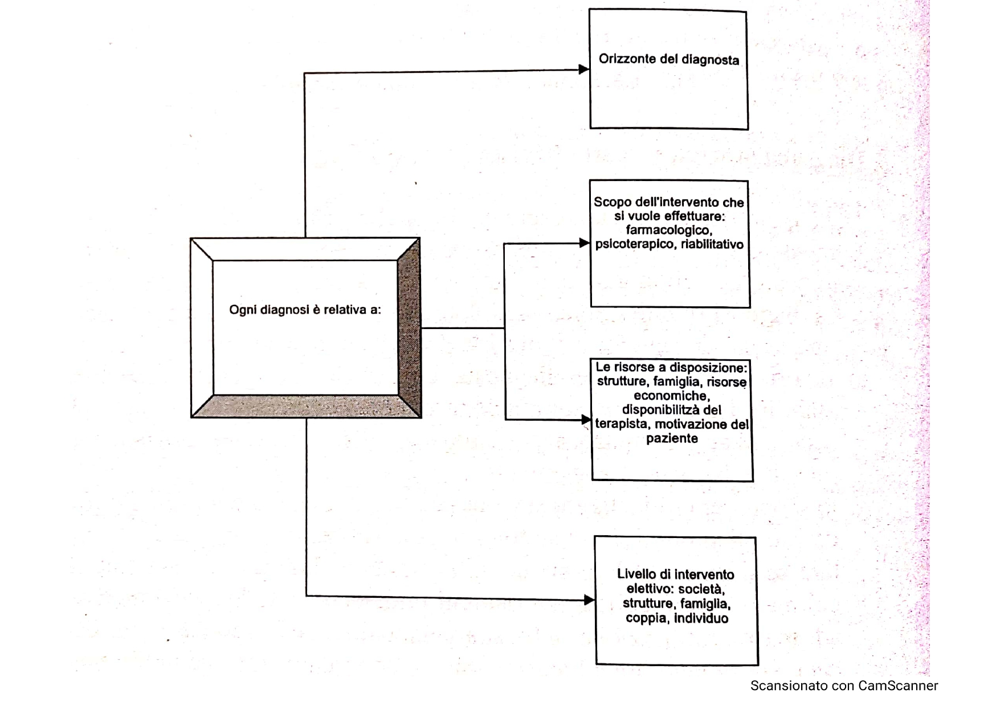 Orizzonte del diagnosta
Scopo dell'intervento che
si vuole effettuare:
farmacologico,
psicoterapico, riabilitativo
Ogni diagnosi è relativa a:
Le risorse a disposizione:
strutture, famiglia, risorse
economiche,
disponibilitzà del
terapista, motivazione del
paziente
Livello di intervento
elettivo: società,
strutture, famiglia,
coppia, individuo
Scansionato con CamScanner